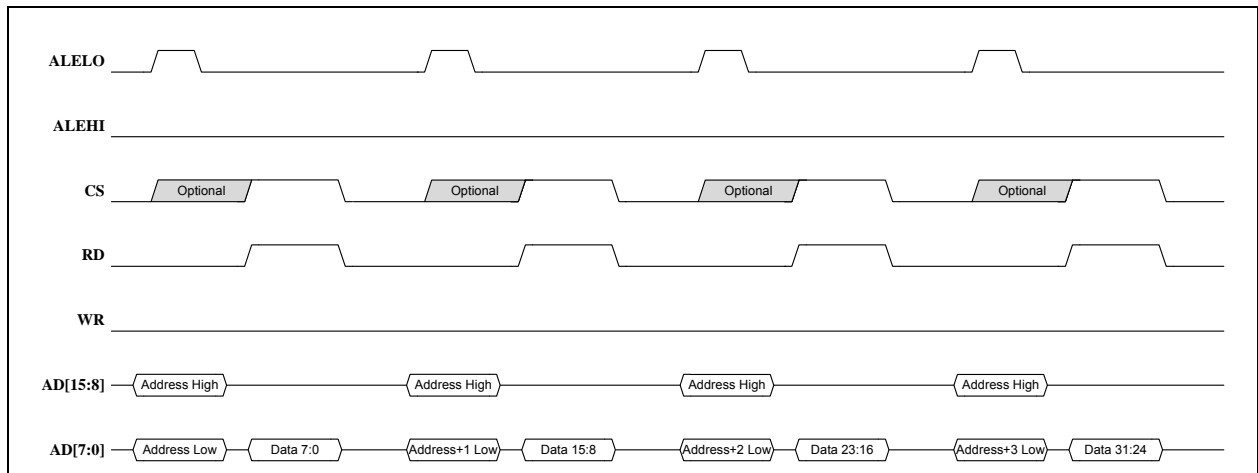 ALELO
ALEHI
CS Optional Optional Optional Optional
RD
WR
AD[15:8] Address High Address High Address High Address High
AD[7:0] Address Low Data 7:0 Address+1 Low Data 15:8 Address+2 Low Data 23:16 Address+3 Low Data 31:24